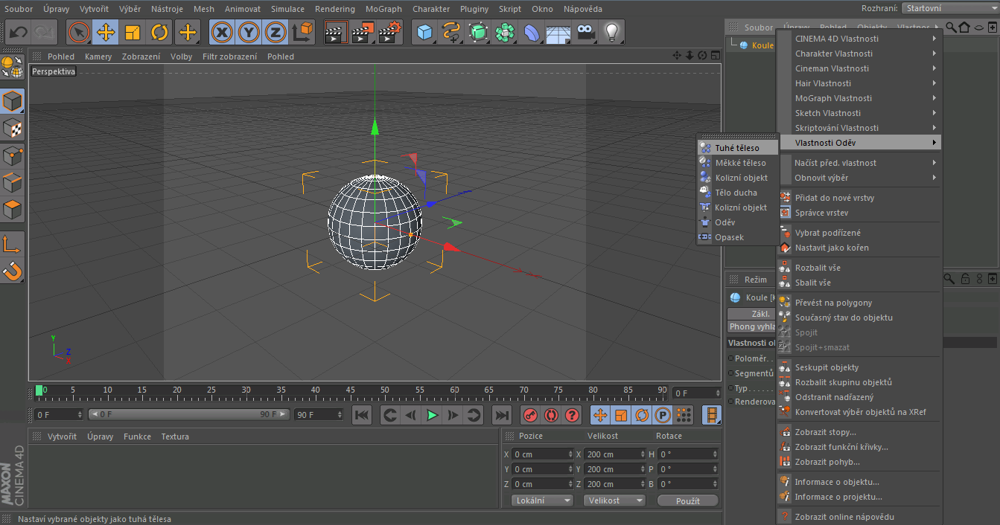 Soubor Úpravy Vytvořit Výběr Nástroje Mesh Animovat Simulace Rendering MoGraph Charakter Pluginy Skript Okno Nápověda Rozhraní: Startovní
Pohled Kamery Zobrazení Volby Filtr zobrazení Pohled
Perspektiva
Y
Z
X
0 5 10 15 20 25 30 35 40 45 50 55 60 65 70 75 80 85 90 0 F
0 F 0 F 90 F 90 F
Vytvořit Úpravy Funkce Textura
Pozice Velikost Rotace
X 0 cm X 200 cm H 0 °
Y 0 cm Y 200 cm P 0 °
Z 0 cm Z 200 cm B 0 °
Lokální Velikost Použít
MAXON
CINEMA 4D
Nastaví vybrané objekty jako tuhá tělesa
Soubor Úpravy Pohled Objekty Vlastnos
Koule
CINEMA 4D Vlastnosti
Charakter Vlastnosti
Cineman Vlastnosti
Hair Vlastnosti
MoGraph Vlastnosti
Sketch Vlastnosti
Skriptování Vlastnosti
Vlastnosti Oděv
Načíst před. vlastnost
Obnovit výběr
Přidat do nové vrstvy
Správce vrstev
Vybrat podřízené
Nastavit jako kořen
Rozbalit vše
Sbalit vše
Převést na polygony
Současný stav do objektu
Spojit
Spojit+smazat
Seskupit objekty
Rozbalit skupinu objektů
Odstranit nadřazený
Konvertovat výběr objektů na XRef
Zobrazit stopy...
Zobrazit funkční křivky...
Zobrazit pohyb...
Informace o objektu...
Informace o projektu...
Zobrazit online nápovědu
Tuhé těleso
Měkké těleso
Kolizní objekt
Tělo ducha
Kolizní objekt
Oděv
Opasek
Režim
Koule [K
Zákl.
Phong vyhla
Vlastnosti ob
Poloměr. .
Segmentů
Typ . . . . .
Renderova